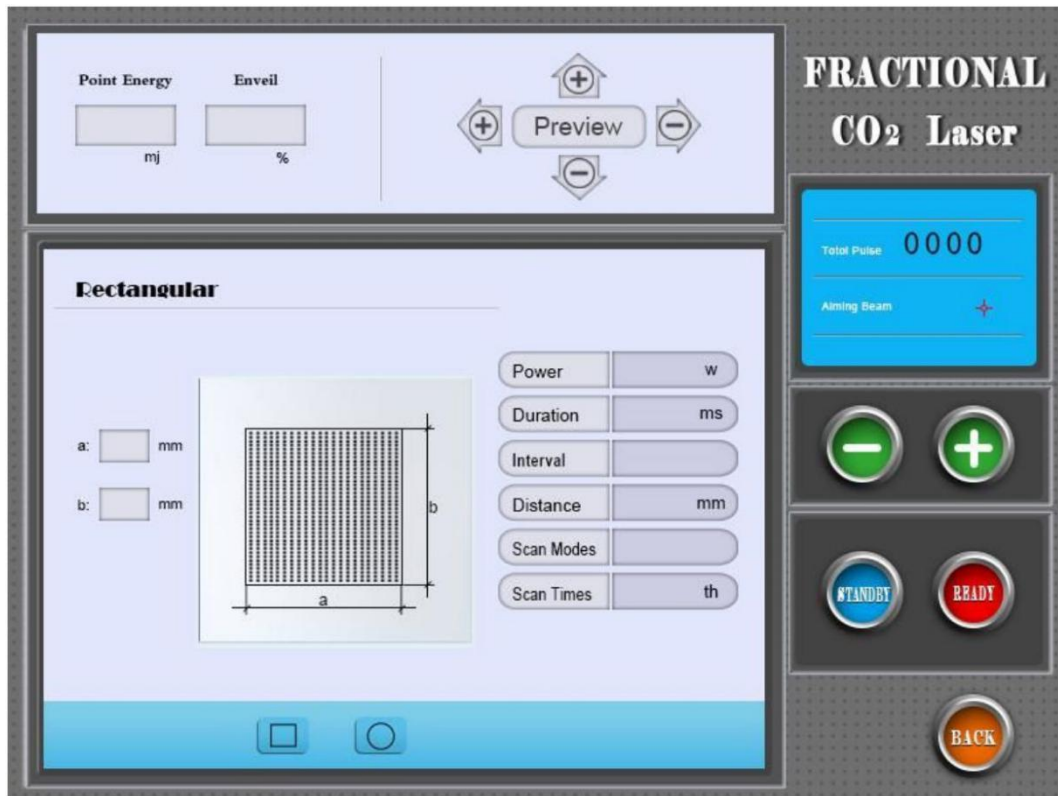 Point Energy
Enveil
mj
%
Preview
FRACTIONAL
CO2 Laser
Totol Pulse 0000
Aiming Beam
Rectangular
a: mm
b: mm
b
a
Power w
Duration ms
Interval
Distance mm
Scan Modes
Scan Times th
STANDBY
READY
BACK